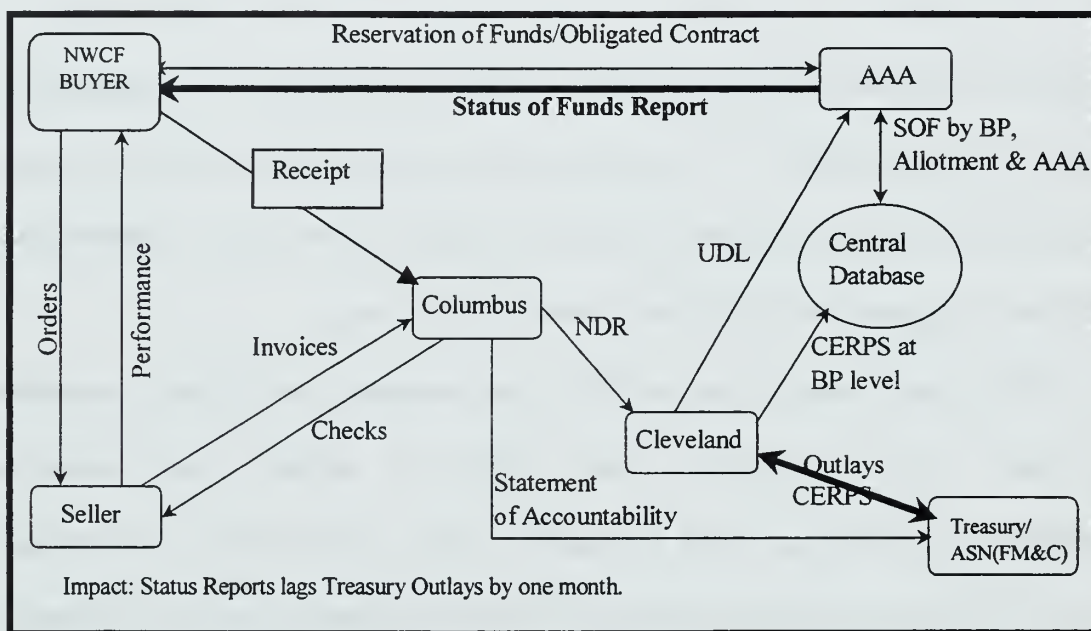 Reservation of Funds/Obligated Contract
NWCF
BUYER
AAA
Status of Funds Report
SOF by BP,
Allotment & AAA
Receipt
Central
Database
UDL
Orders
Performance
Columbus
NDR
Invoices
CERPS at
BP level
Checks
Cleveland
Outlays
CERPS
Statement
of Accountability
Seller
Treasury/
ASN(FM&C)
Impact: Status Reports lags Treasury Outlays by one month.